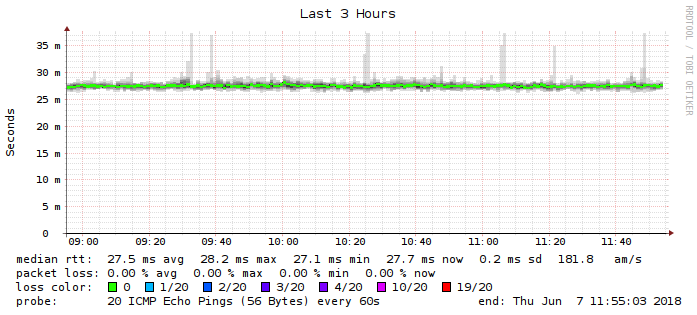 Last 3 Hours
RRDTOOL / TOBI OETIKER
Seconds
35 m
30 m
25 m
20 m
15 m
10 m
5 m
0
09:00 09:20 09:40 10:00 10:20 10:40 11:00 11:20 11:40
median rtt: 27.5 ms avg 28.2 ms max 27.1 ms min 27.7 ms now 0.2 ms sd 181.8 am/s
packet loss: 0.00 % avg 0.00 % max 0.00 % min 0.00 % now
loss color: 0 1/20 2/20 3/20 4/20 10/20 19/20
probe: 20 ICMP Echo Pings (56 Bytes) every 60s end: Thu Jun 7 11:55:03 2018